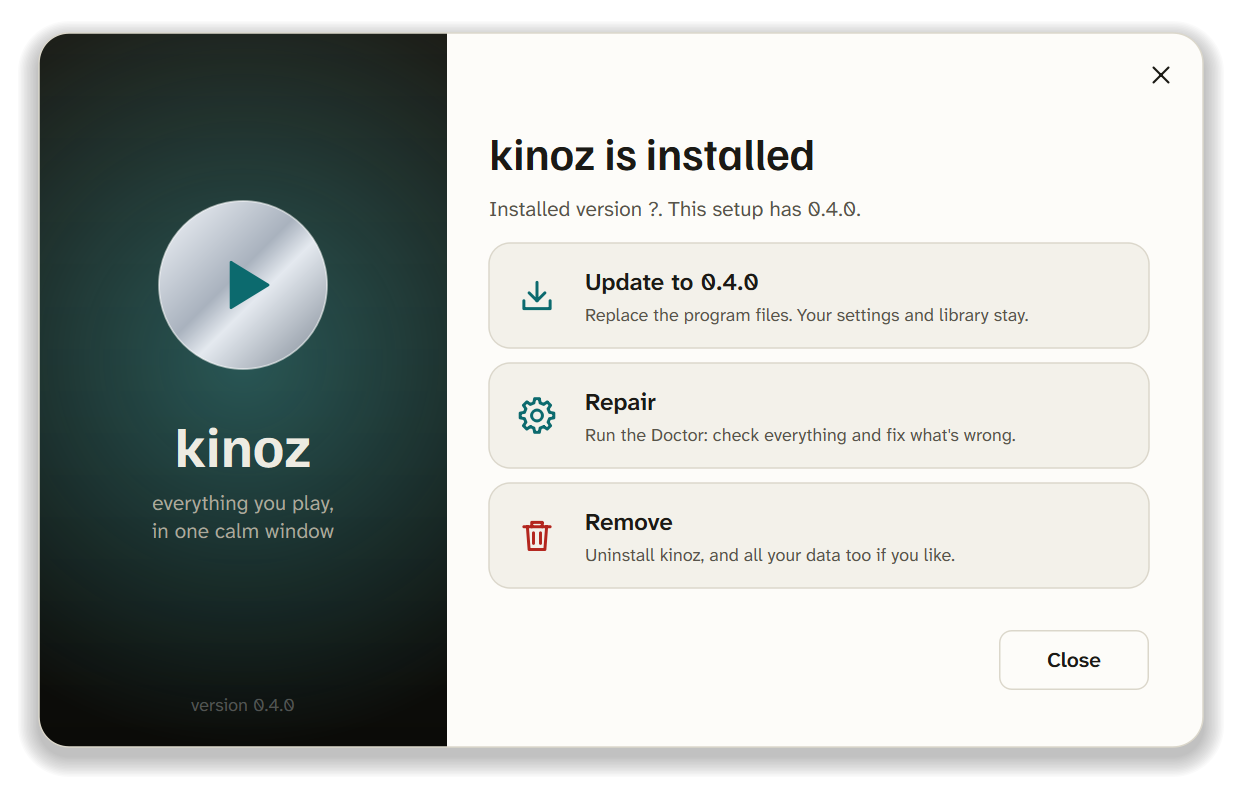 kinoz
everything you play,
in one calm window
version 0.4.0
kinoz is installed
Installed version ?. This setup has 0.4.0.
Update to 0.4.0
Replace the program files. Your settings and library stay.
Repair
Run the Doctor: check everything and fix what's wrong.
Remove
Uninstall kinoz, and all your data too if you like.
Close